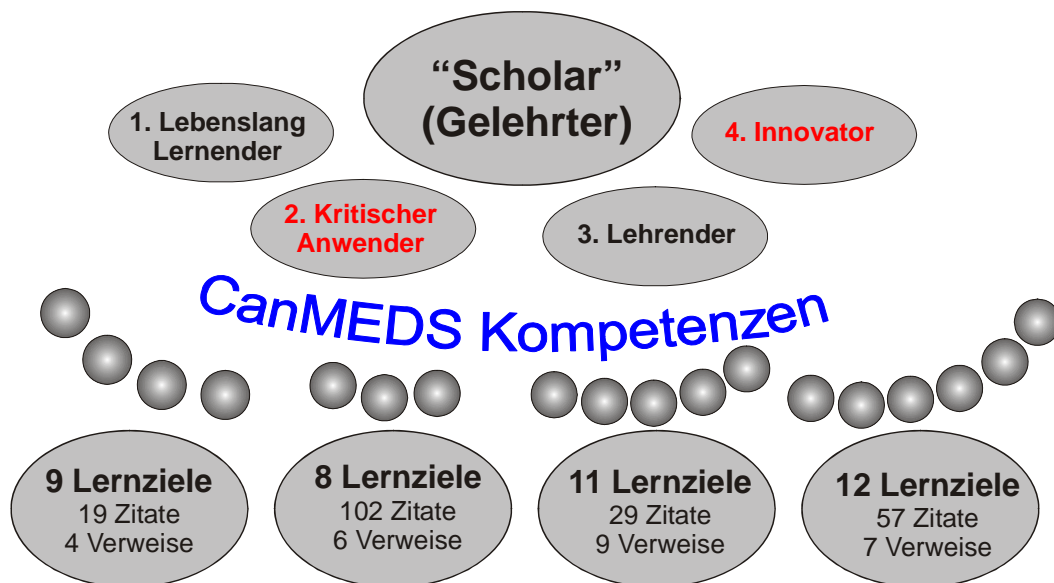 “Scholar”
(Gelehrter)
1. Lebenslang
Lernender
4. Innovator
2. Kritischer
Anwender
3. Lehrender
CanMEDS Kompetenzen
9 Lernziele
19 Zitate
4 Verweise
8 Lernziele
102 Zitate
6 Verweise
11 Lernziele
29 Zitate
9 Verweise
12 Lernziele
57 Zitate
7 Verweise